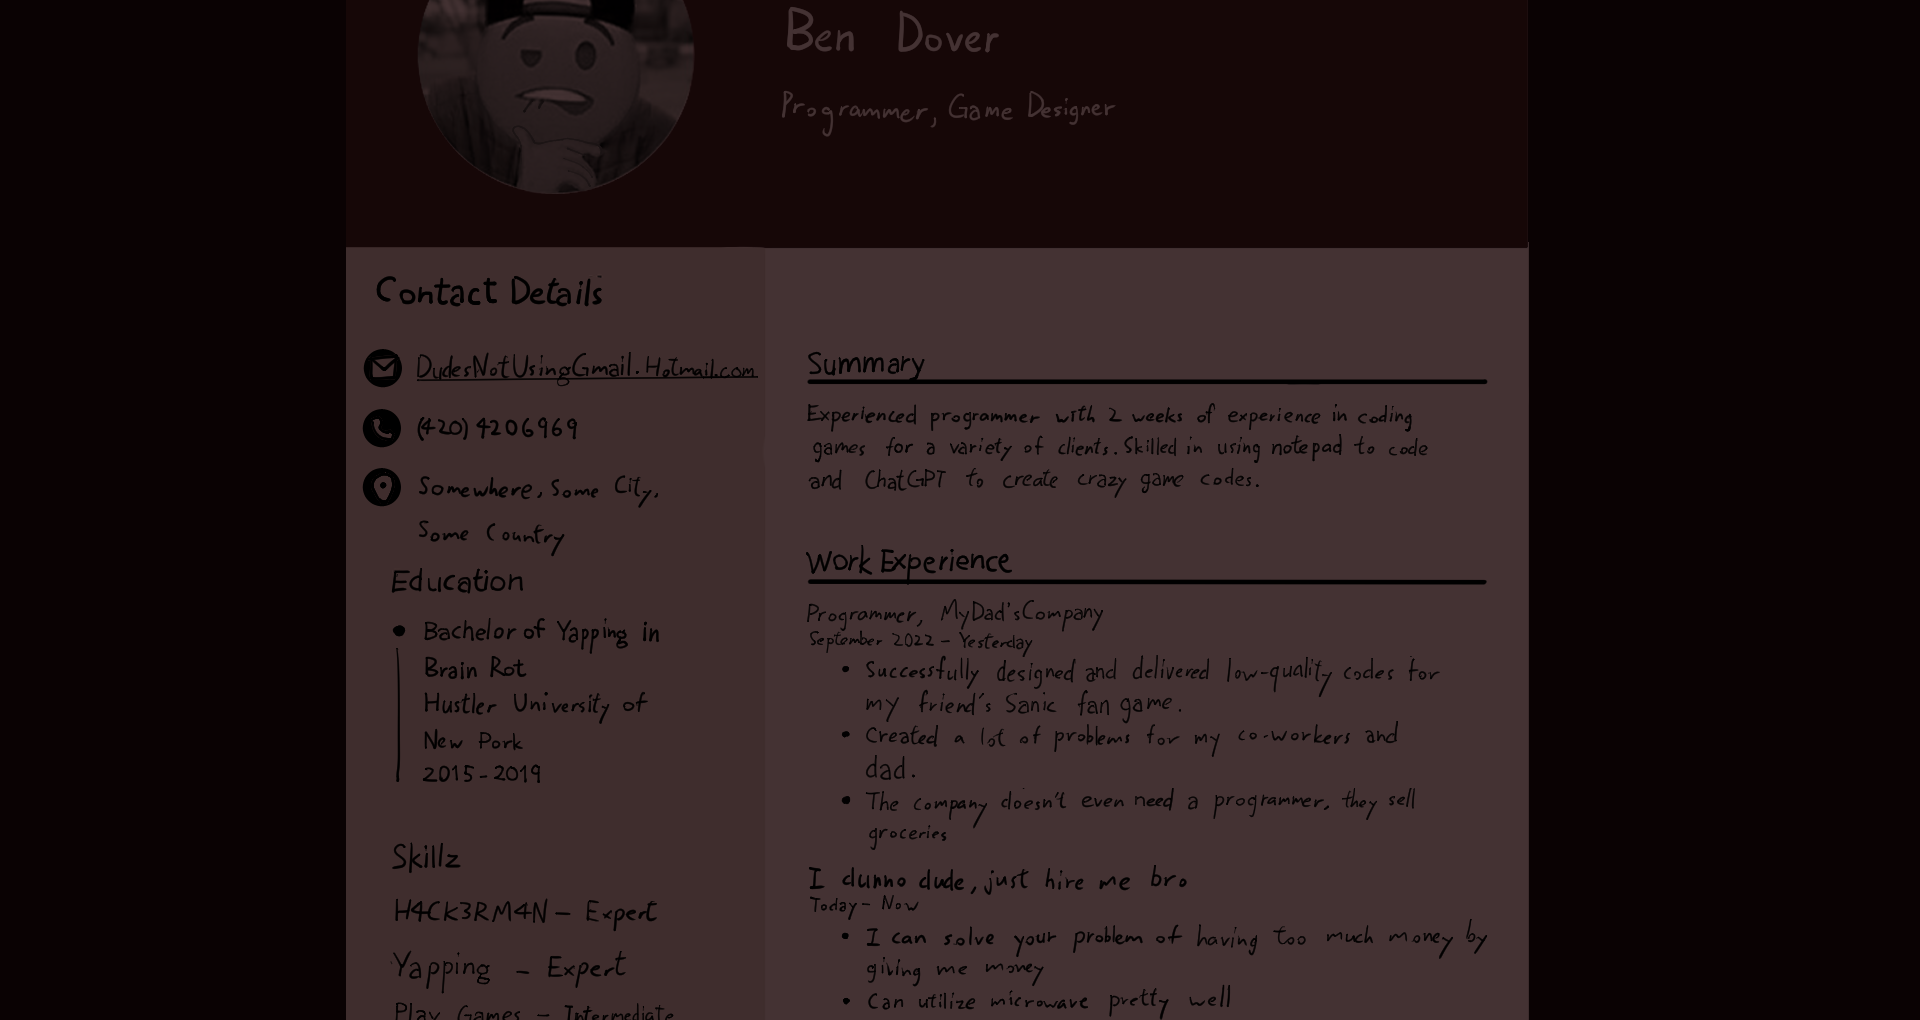 Ben Dover
Programmer, Game Designer
Contact Details
DudesNotUsingGmail.Hotmail.com
(420) 4206969
Somewhere, Some City,
Some Country
Education
Bachelor of Yapping in
Brain Rot
Hustler University of
New Pork
2015-2019
Skillz
H4CK3RM4N - Expert
Yapping - Expert
Play Games - Intermediate
Summary
Experienced programmer with 2 weeks of experience in coding
games for a variety of clients. Skilled in using notepad to code
and ChatGPT to create crazy game codes.
Work Experience
Programmer, MyDad'sCompany
September 2022 - Yesterday
Successfully designed and delivered low-quality codes for
my friend's Sanic fan game.
Created a lot of problems for my co-workers and
dad.
The company doesn't even need a programmer, they sell
groceries
I dunno dude, just hire me bro
Today - Now
I can solve your problem of having too much money by
giving me money
Can utilize microwave pretty well